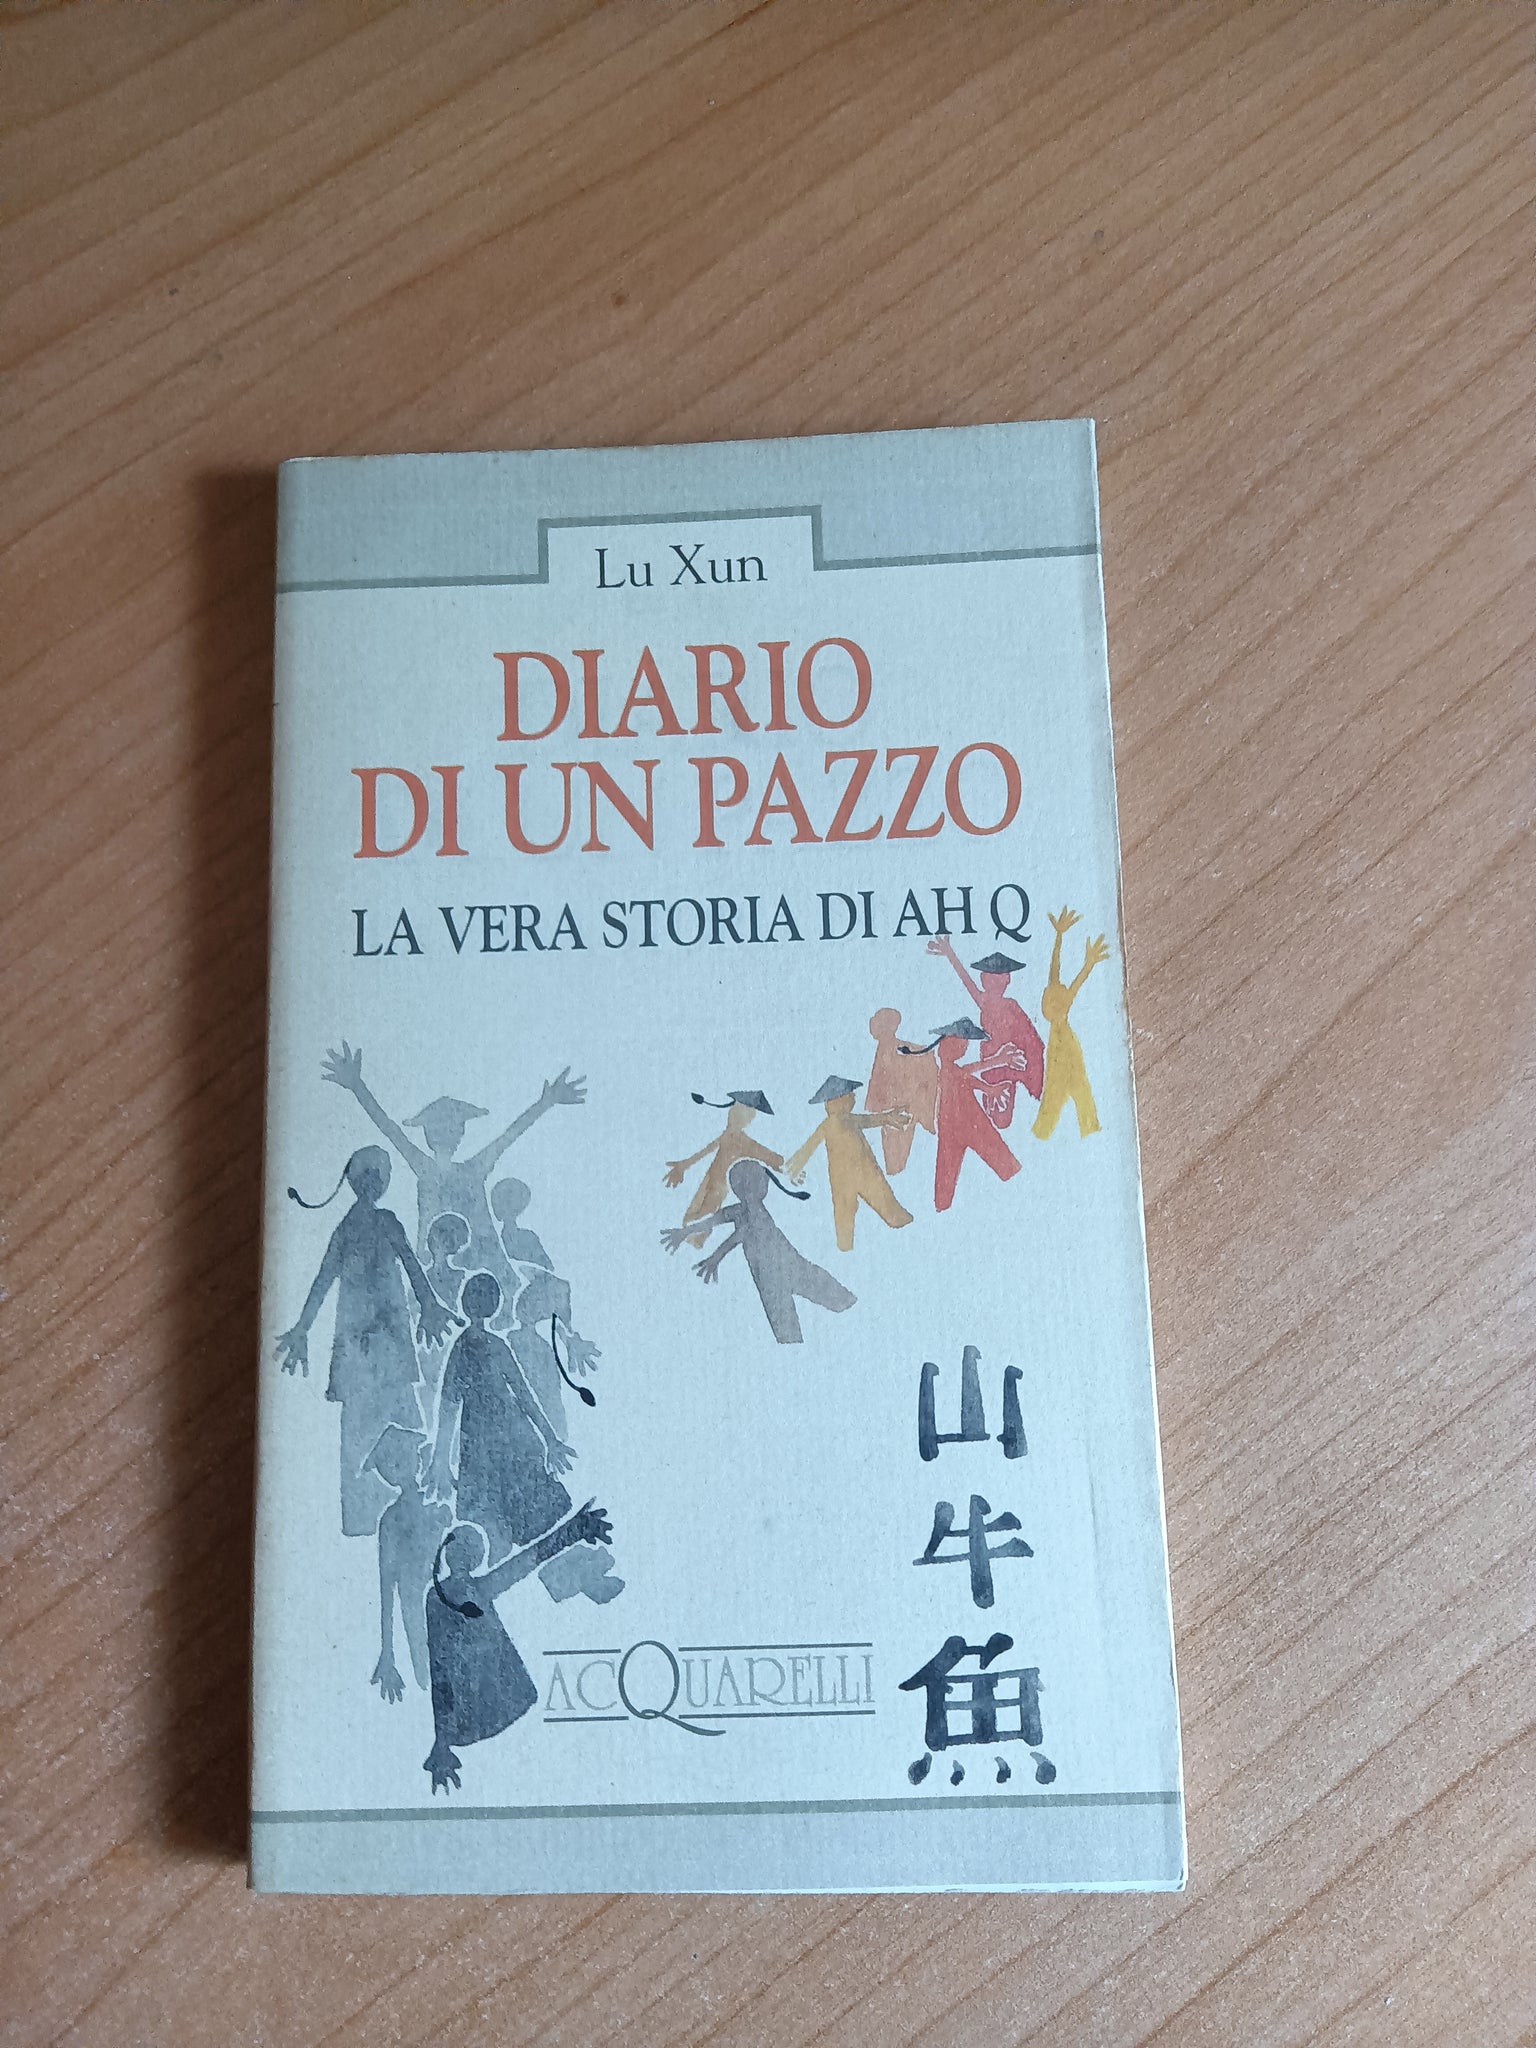 Lu Xun
DIARIO
DI UN PAZZO
LA VERA STORIA DI AH Q
山
牛
魚
ACQUARELLI